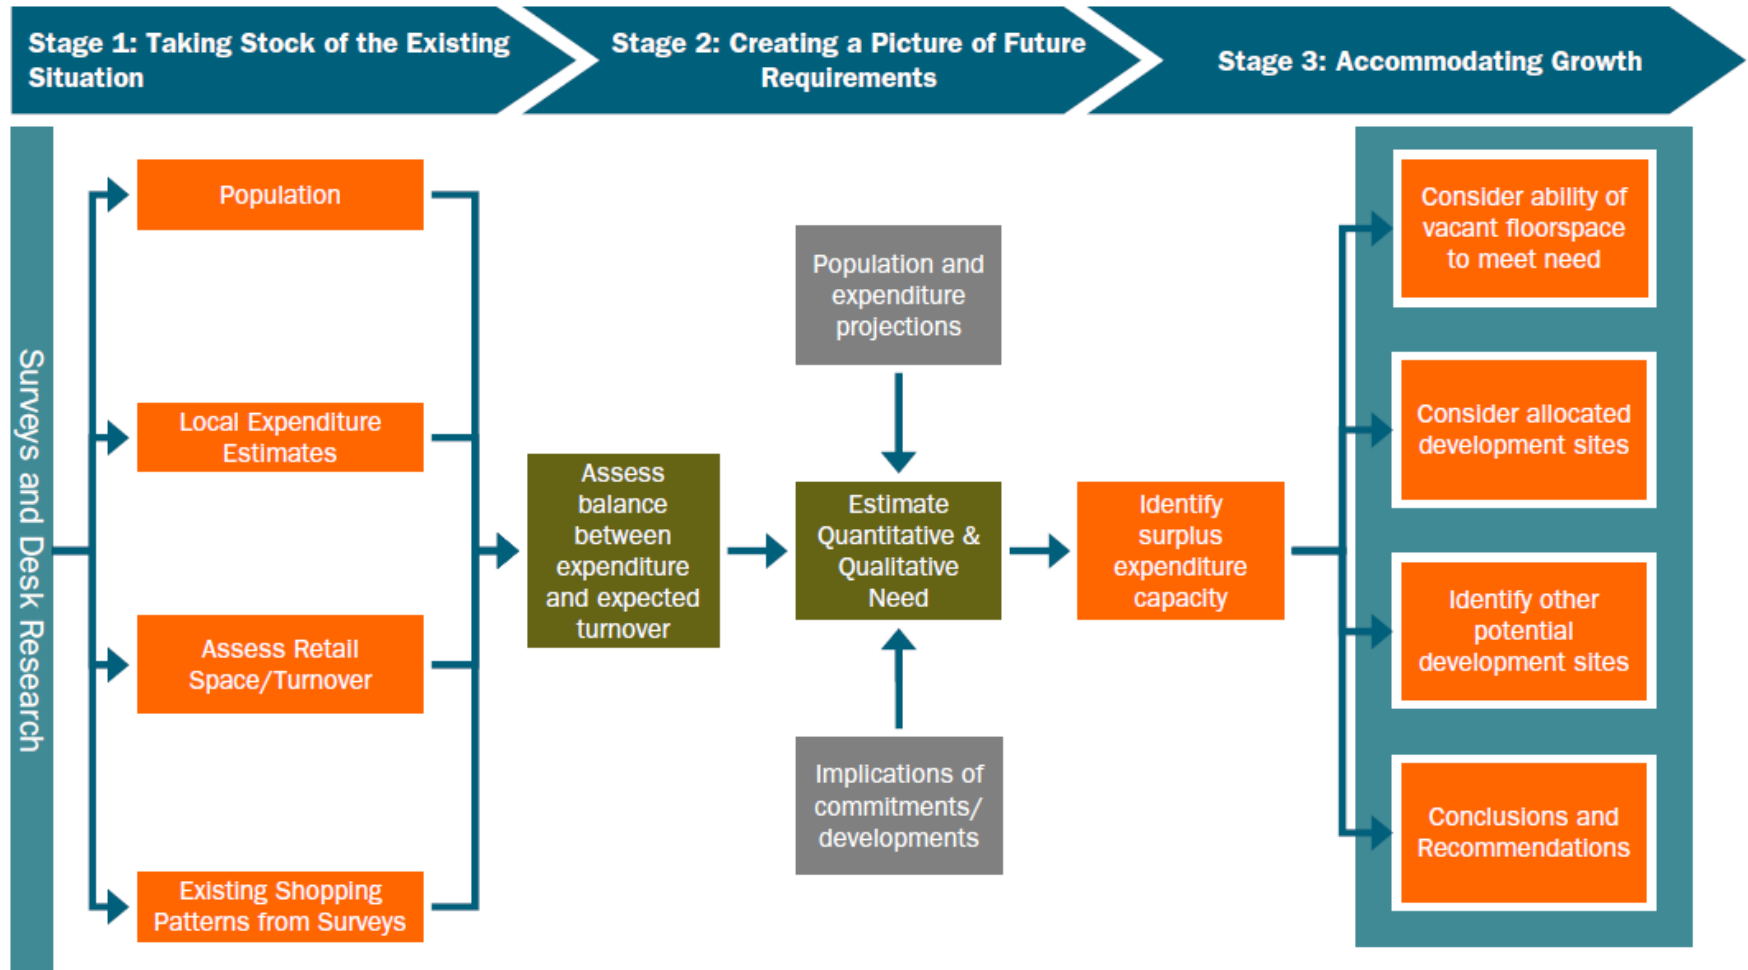 Stage 1: Taking Stock of the Existing
Situation
Stage 2: Creating a Picture of Future
Requirements
Stage 3: Accommodating Growth
Surveys and Desk Research
Population
Local Expenditure
Estimates
Assess Retail
Space/Turnover
Existing Shopping
Patterns from Surveys
Assess
balance
between
expenditure
and expected
turnover
Population and
expenditure
projections
Estimate
Quantitative &
Qualitative
Need
Implications of
commitments/
developments
Identify
surplus
expenditure
capacity
Consider ability of
vacant floorspace
to meet need
Consider allocated
development sites
Identify other
potential
development sites
Conclusions and
Recommendations